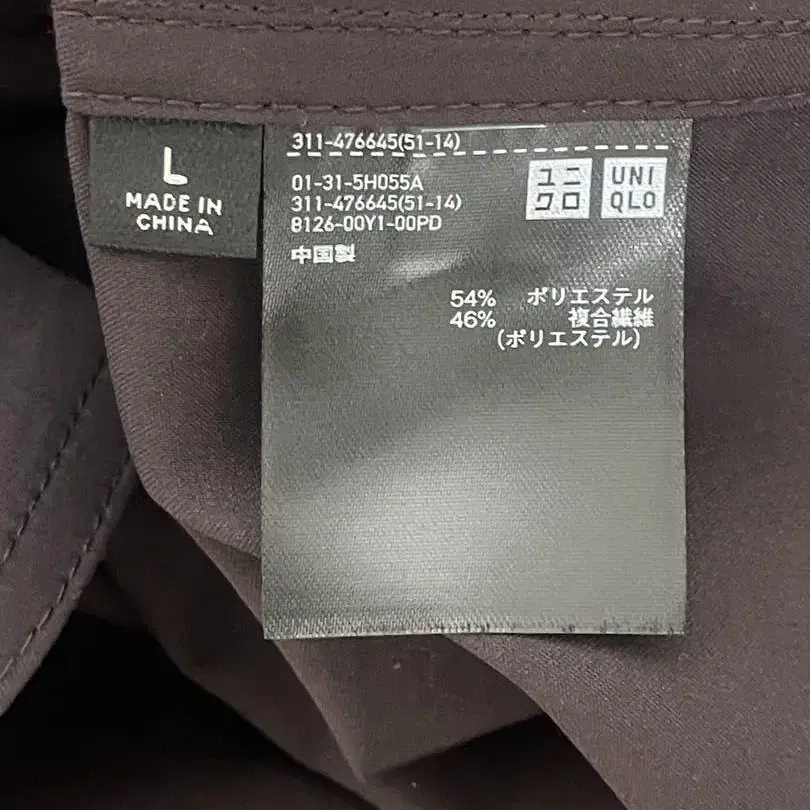 L
MADE IN
CHINA
311-476645(51-14)
01-31-5H055A
311-476645(51-14)
8126-00Y1-00PD
中国製
ユニ
クロ
UNI
QLO
54% ポリエステル
46% 複合繊維
(ポリエステル)